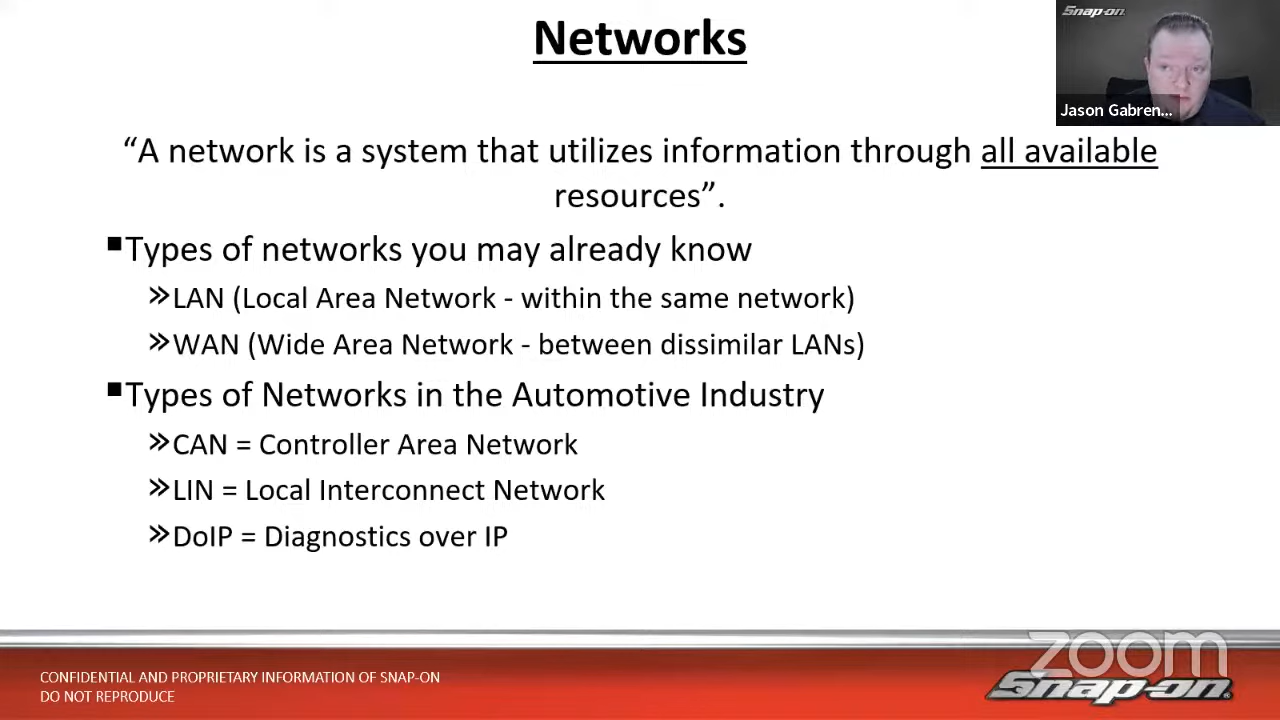 Networks
Snap-on
Jason Gabren...
“A network is a system that utilizes information through all available
resources”.
▪Types of networks you may already know
»LAN (Local Area Network - within the same network)
»WAN (Wide Area Network - between dissimilar LANs)
▪Types of Networks in the Automotive Industry
»CAN = Controller Area Network
»LIN = Local Interconnect Network
»DoIP = Diagnostics over IP
zoom
CONFIDENTIAL AND PROPRIETARY INFORMATION OF SNAP-ON
DO NOT REPRODUCE
Snap-on